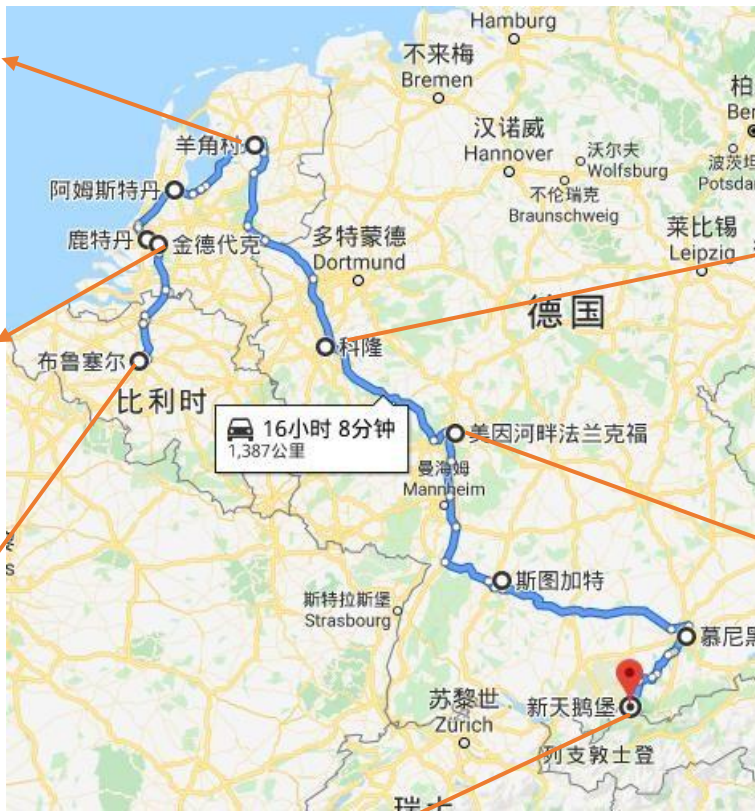 Hamburg
不来梅
Bremen
汉诺威
Hannover
沃尔夫
Wolfsburg
不伦瑞克
Braunschweig
柏
Ber
波茨坦
Potsda
莱比锡
Leipzig
羊角村
阿姆斯特丹
鹿特丹
金德代克
多特蒙德
Dortmund
德国
科隆
布鲁塞尔
比利时
16小时 8分钟
1,387公里
美因河畔法兰克福
曼海姆
Mannheim
斯图加特
斯特拉斯堡
Strasbourg
慕尼黑
新天鹅堡
苏黎世
Zürich
列支敦士登
瑞士
s